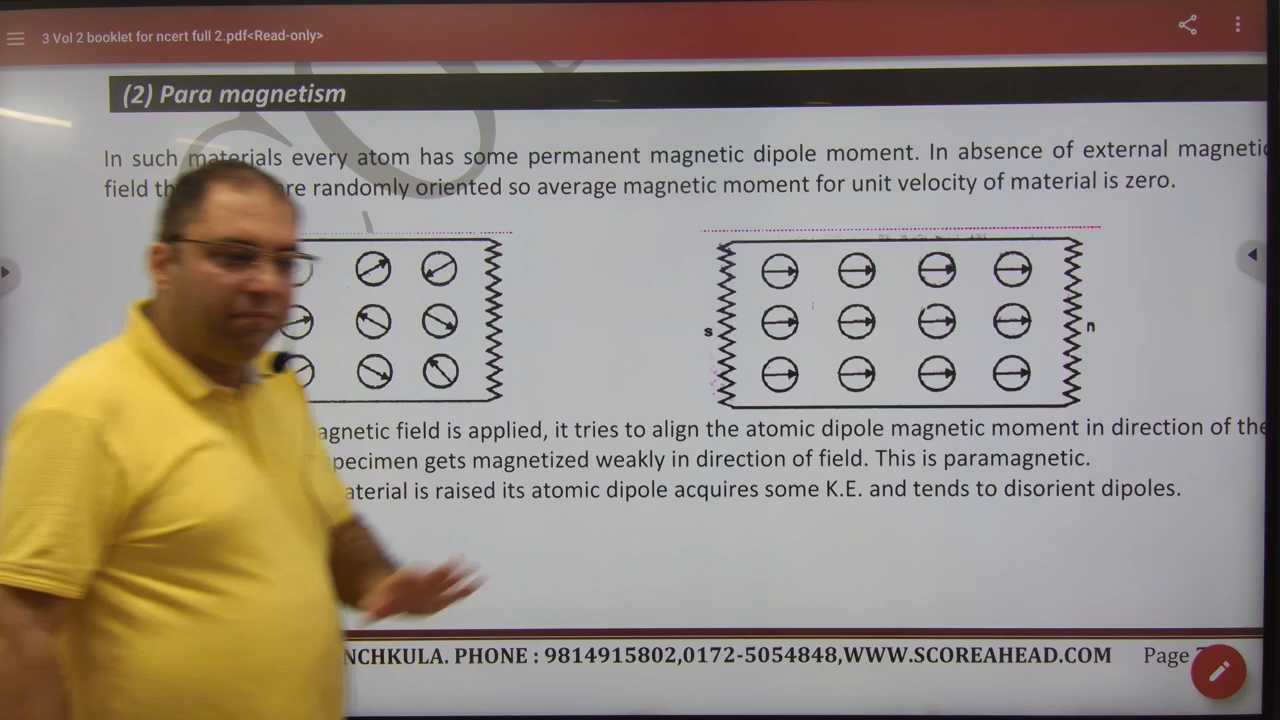 3 Vol 2 booklet for ncert full 2.pdf<Read-only>
(2) Para magnetism
In such materials every atom has some permanent magnetic dipole moment. In absence of external magnetic
field th re randomly oriented so average magnetic moment for unit velocity of material is zero.
s
n
agnetic field is applied, it tries to align the atomic dipole magnetic moment in direction of the
pecimen gets magnetized weakly in direction of field. This is paramagnetic.
aterial is raised its atomic dipole acquires some K.E. and tends to disorient dipoles.
NCHKULA. PHONE : 9814915802,0172-5054848,WWW.SCOREAHEAD.COM Page